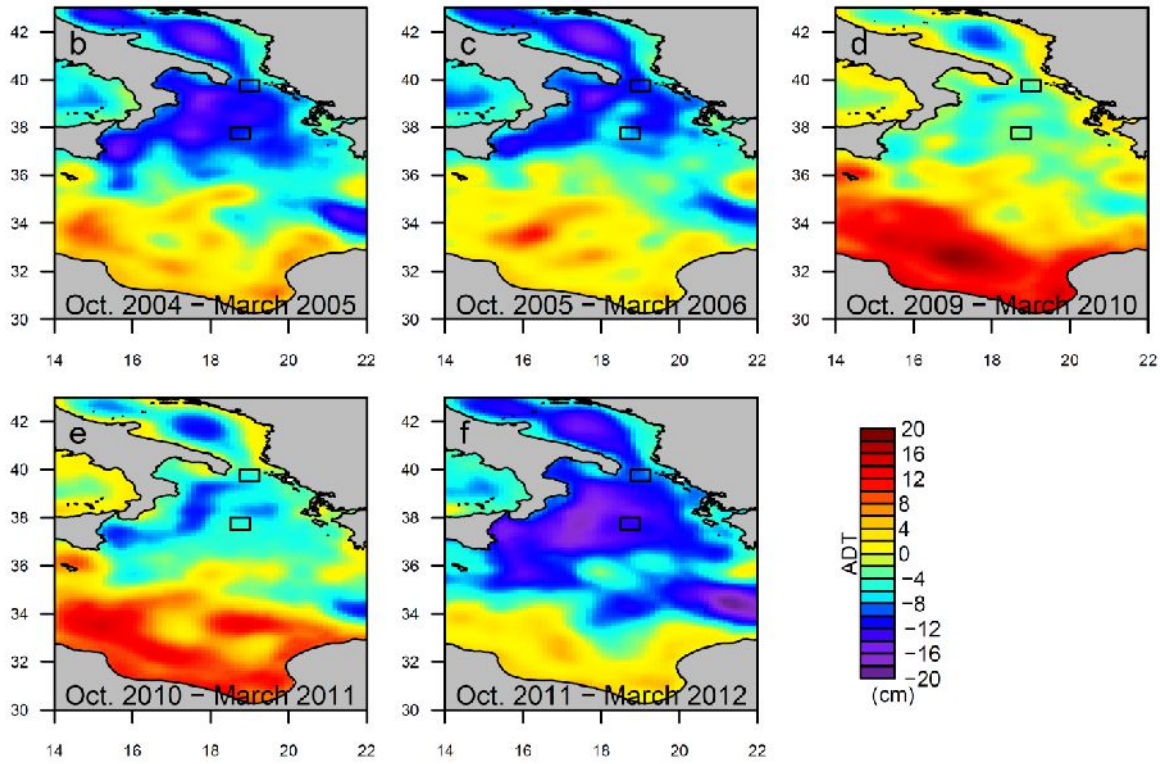 b
c
d
42
40
38
36
34
32
30
Oct. 2004 – March 2005
14 16 18 20 22
42
40
38
36
34
32
30
Oct. 2005 – March 2006
14 16 18 20 22
42
40
38
36
34
32
30
Oct. 2009 – March 2010
14 16 18 20 22
e
f
42
40
38
36
34
32
30
Oct. 2010 – March 2011
14 16 18 20 22
42
40
38
36
34
32
30
Oct. 2011 – March 2012
14 16 18 20 22
ADT
20
16
12
8
4
0
−4
−8
−12
−16
−20
(cm)